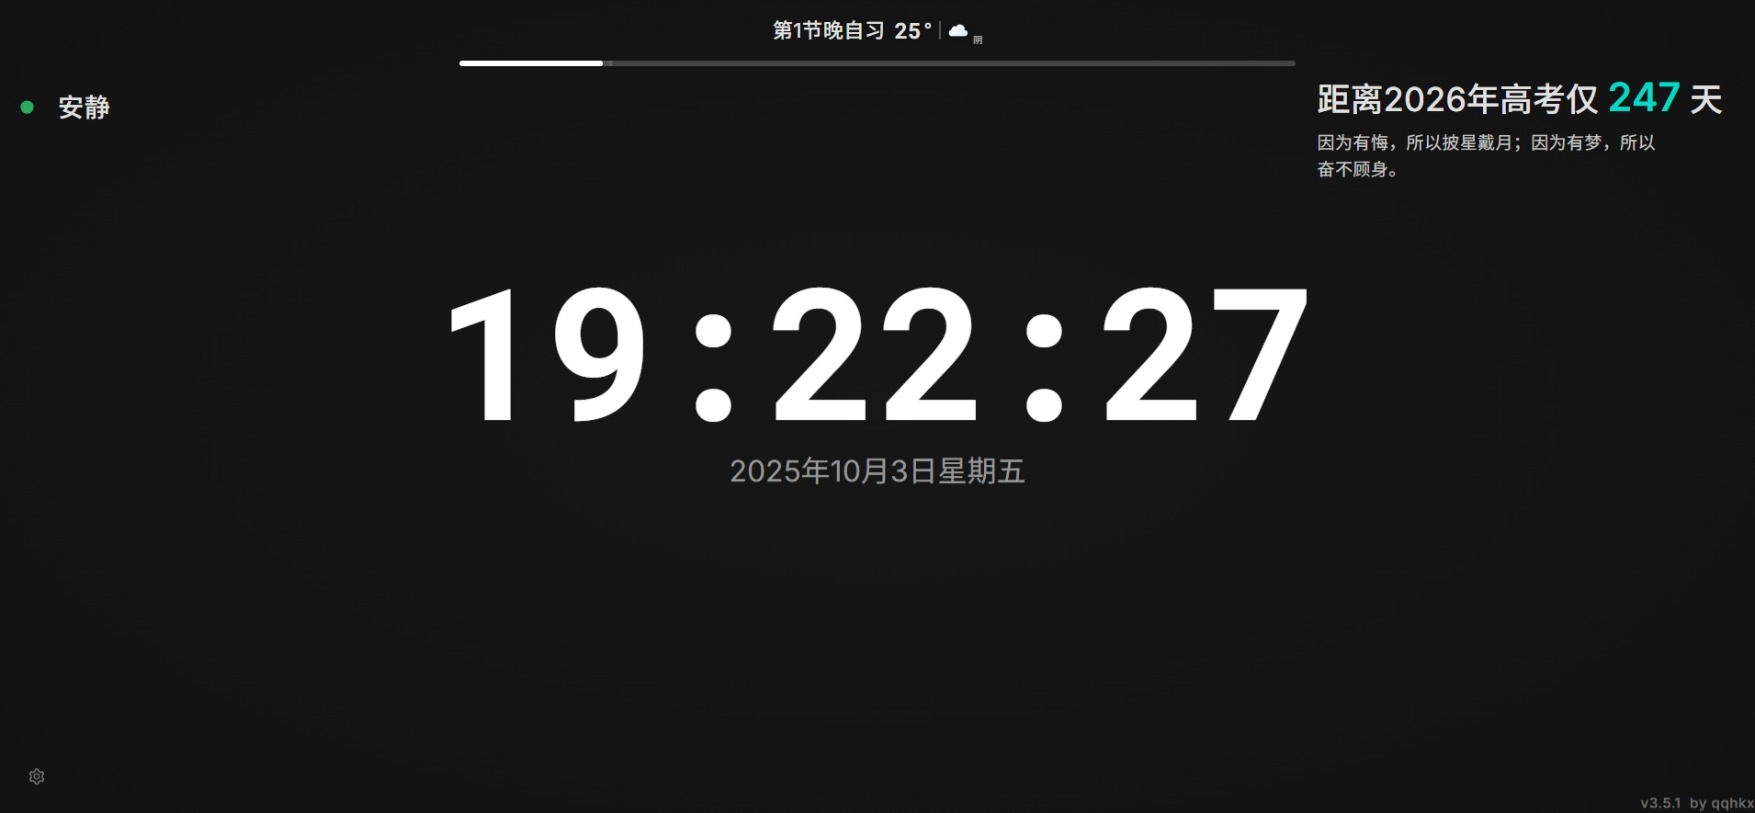 第1节晚自习 25° 阴
安静
距离2026年高考仅 247 天
因为有悔，所以披星戴月；因为有梦，所以
奋不顾身。
19:22:27
2025年10月3日星期五
v3.5.1 by qqhkx